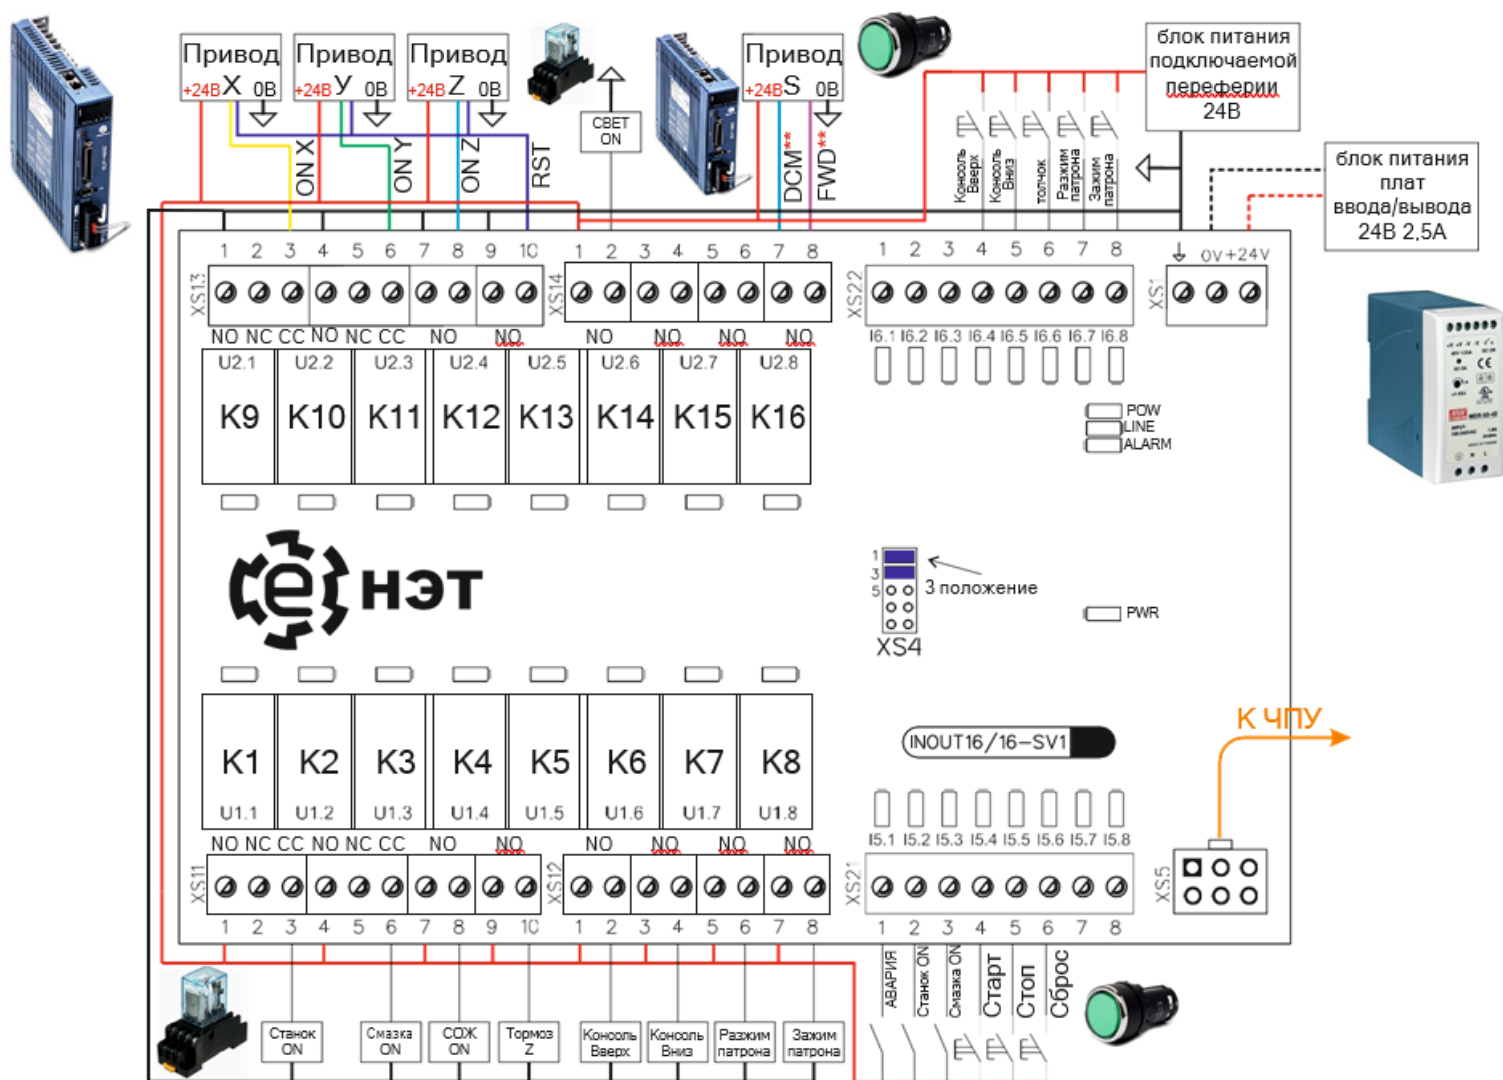 Привод
X
+24В
0В
Привод
У
0В
Привод
+24В
Z
0В
СВЕТ
ON
Привод
+24В
S
0В
блок питания
подключаемой
переферии
24В
блок питания
плат
ввода/вывода
24В 2,5А
ON X
ON Y
ON Z
RST
DCM**
FWD**
Консоль
Вверх
Консоль
Вниз
толчок
Разжим
патрона
Зажим
патрона
1 2 3 4 5 6 7 8 9 10
1 2 3 4 5 6 7 8
1 2 3 4 5 6 7 8
0V +24V
XS13
XS14
XS22
XS1
NO NC CC NO NC CC NO NO
NO NO NO NO
I6.1 I6.2 I6.3 I6.4 I6.5 I6.6 I6.7 I6.8
U2.1 U2.2 U2.3 U2.4 U2.5 U2.6 U2.7 U2.8
K9 K10 K11 K12 K13 K14 K15 K16
POW
LINE
ALARM
НЭТ
1
3
5
3 положение
XS4
PWR
К ЧПУ
INOUT16/16-SV1
K1 K2 K3 K4 K5 K6 K7 K8
U1.1 U1.2 U1.3 U1.4 U1.5 U1.6 U1.7 U1.8
I5.1 I5.2 I5.3 I5.4 I5.5 I5.6 I5.7 I5.8
NO NC CC NO NC CC NO NO
NO NO NO NO
XS11
XS12
XS21
XS5
1 2 3 4 5 6 7 8 9 10
1 2 3 4 5 6 7 8
1 2 3 4 5 6 7 8
АВАРИЯ
Станок ON
Смазка ON
Старт
Стоп
Сброс
Станок
ON
Смазка
ON
СОЖ
ON
Тормоз
Z
Консоль
Вверх
Консоль
Вниз
Разжим
патрона
Зажим
патрона